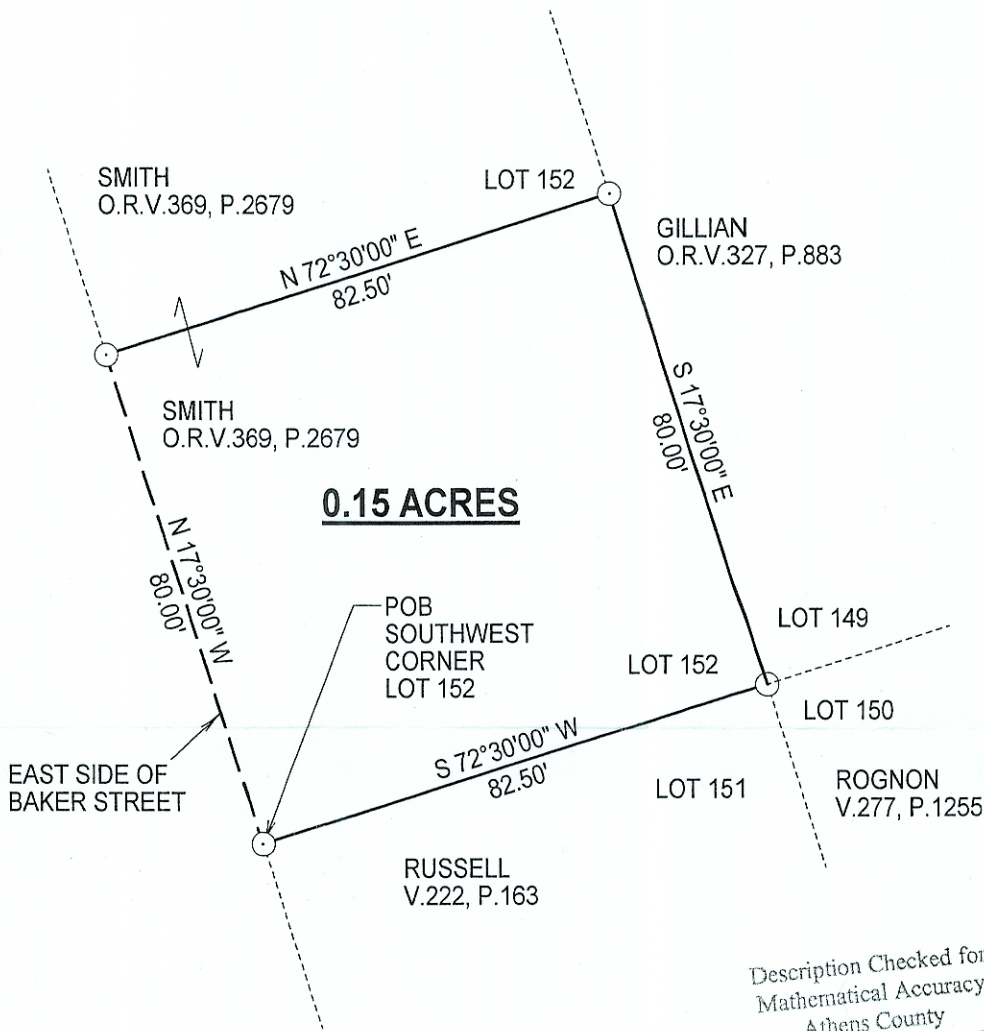 SMITH
O.R.V.369, P.2679
LOT 152
N 72°30'00" E
82.50'
GILLIAN
O.R.V.327, P.883
SMITH
O.R.V.369, P.2679
S 17°30'00" E
80.00'
0.15 ACRES
N 17°30'00" W
80.00'
POB
SOUTHWEST
CORNER
LOT 152
LOT 149
LOT 152
LOT 150
S 72°30'00" W
82.50'
EAST SIDE OF
BAKER STREET
LOT 151
ROGNON
V.277, P.1255
RUSSELL
V.222, P.163
Description Checked for
Mathematical Accuracy
Athens County